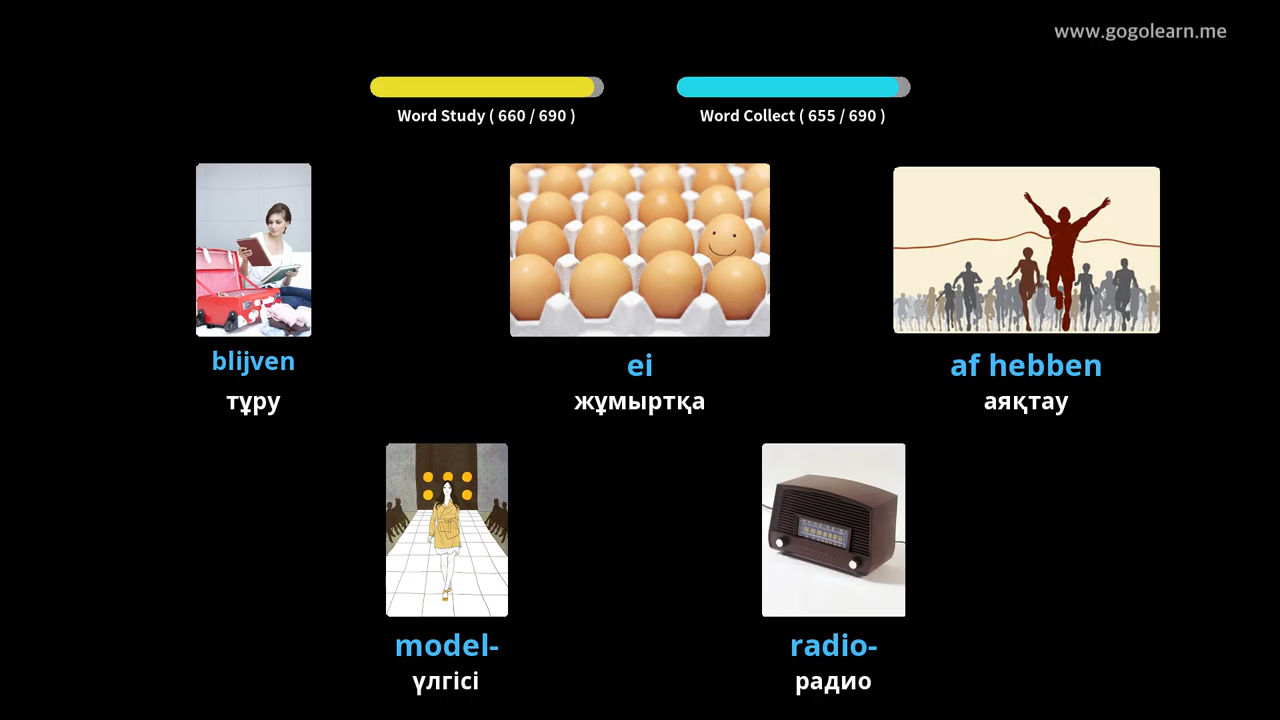 www.gogolearn.me
Word Study ( 660 / 690 )
Word Collect ( 655 / 690 )
blijven
тұру
ei
жұмыртқа
af hebben
аяқтау
model-
үлгісі
radio-
радио